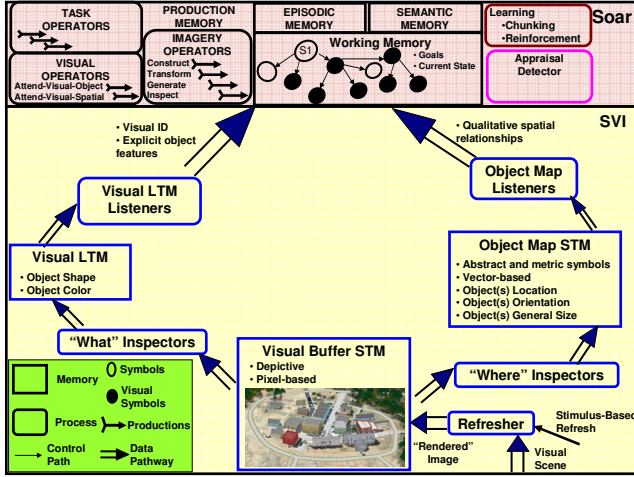 TASK
OPERATORS
PRODUCTION
MEMORY
EPISODIC
MEMORY
SEMANTIC
MEMORY
Learning
•Chunking
•Reinforcement
Soar
IMAGERY
OPERATORS
Construct
Transform
Generate
Inspect
Working Memory
S1
• Goals
• Current State
VISUAL
OPERATORS
Attend-Visual-Object
Attend-Visual-Spatial
Appraisal
Detector
SVI
• Visual ID
• Explicit object
features
• Qualitative spatial
relationships
Visual LTM
Listeners
Object Map
Listeners
Visual LTM
• Object Shape
• Object Color
Object Map STM
• Abstract and metric symbols
• Vector-based
• Object(s) Location
• Object(s) Orientation
• Object(s) General Size
“What” Inspectors
Visual Buffer STM
• Depictive
• Pixel-based
“Where” Inspectors
Memory
Symbols
Visual
Symbols
Process
Productions
Control
Path
Data
Pathway
Refresher
Stimulus-Based
Refresh
“Rendered”
Image
Visual
Scene